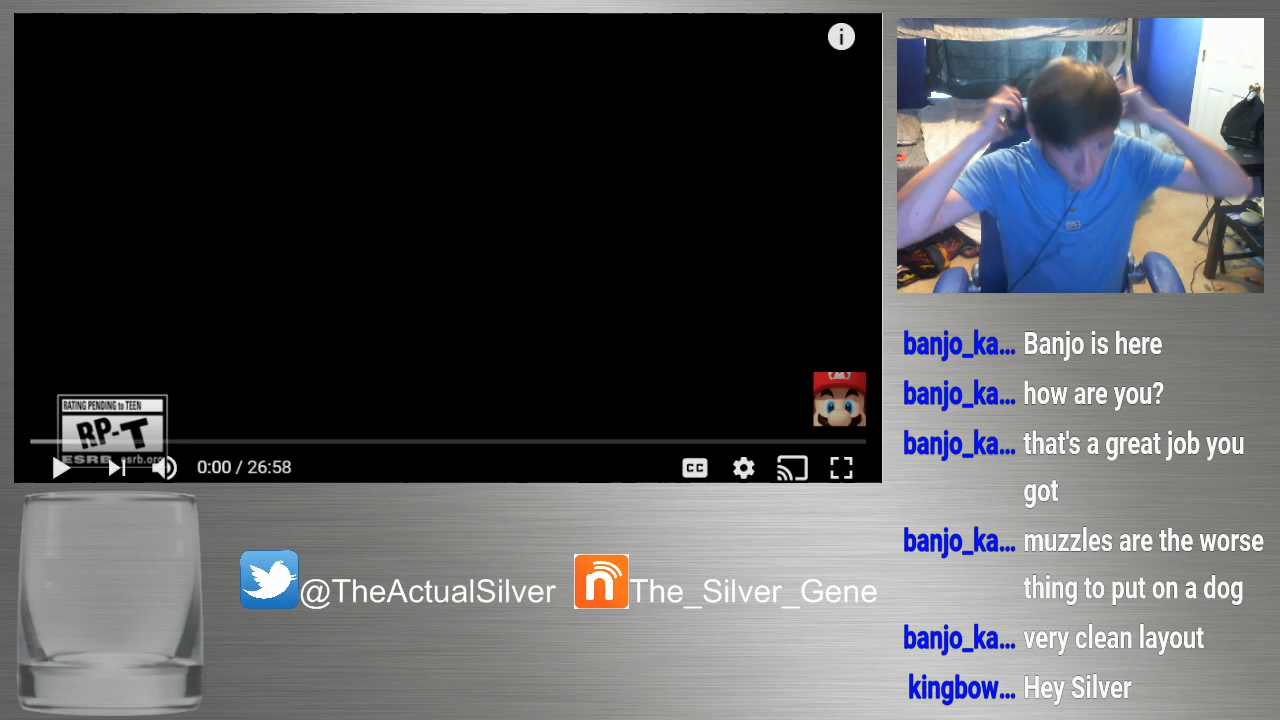 RATING PENDING to TEEN
RP-T
ESRB esrb.org
0:00 / 26:58
CC
@TheActualSilver
The_Silver_Gene
banjo_ka... Banjo is here
banjo_ka... how are you?
banjo_ka... that's a great job you
got
banjo_ka... muzzles are the worse
thing to put on a dog
banjo_ka... very clean layout
kingbow... Hey Silver